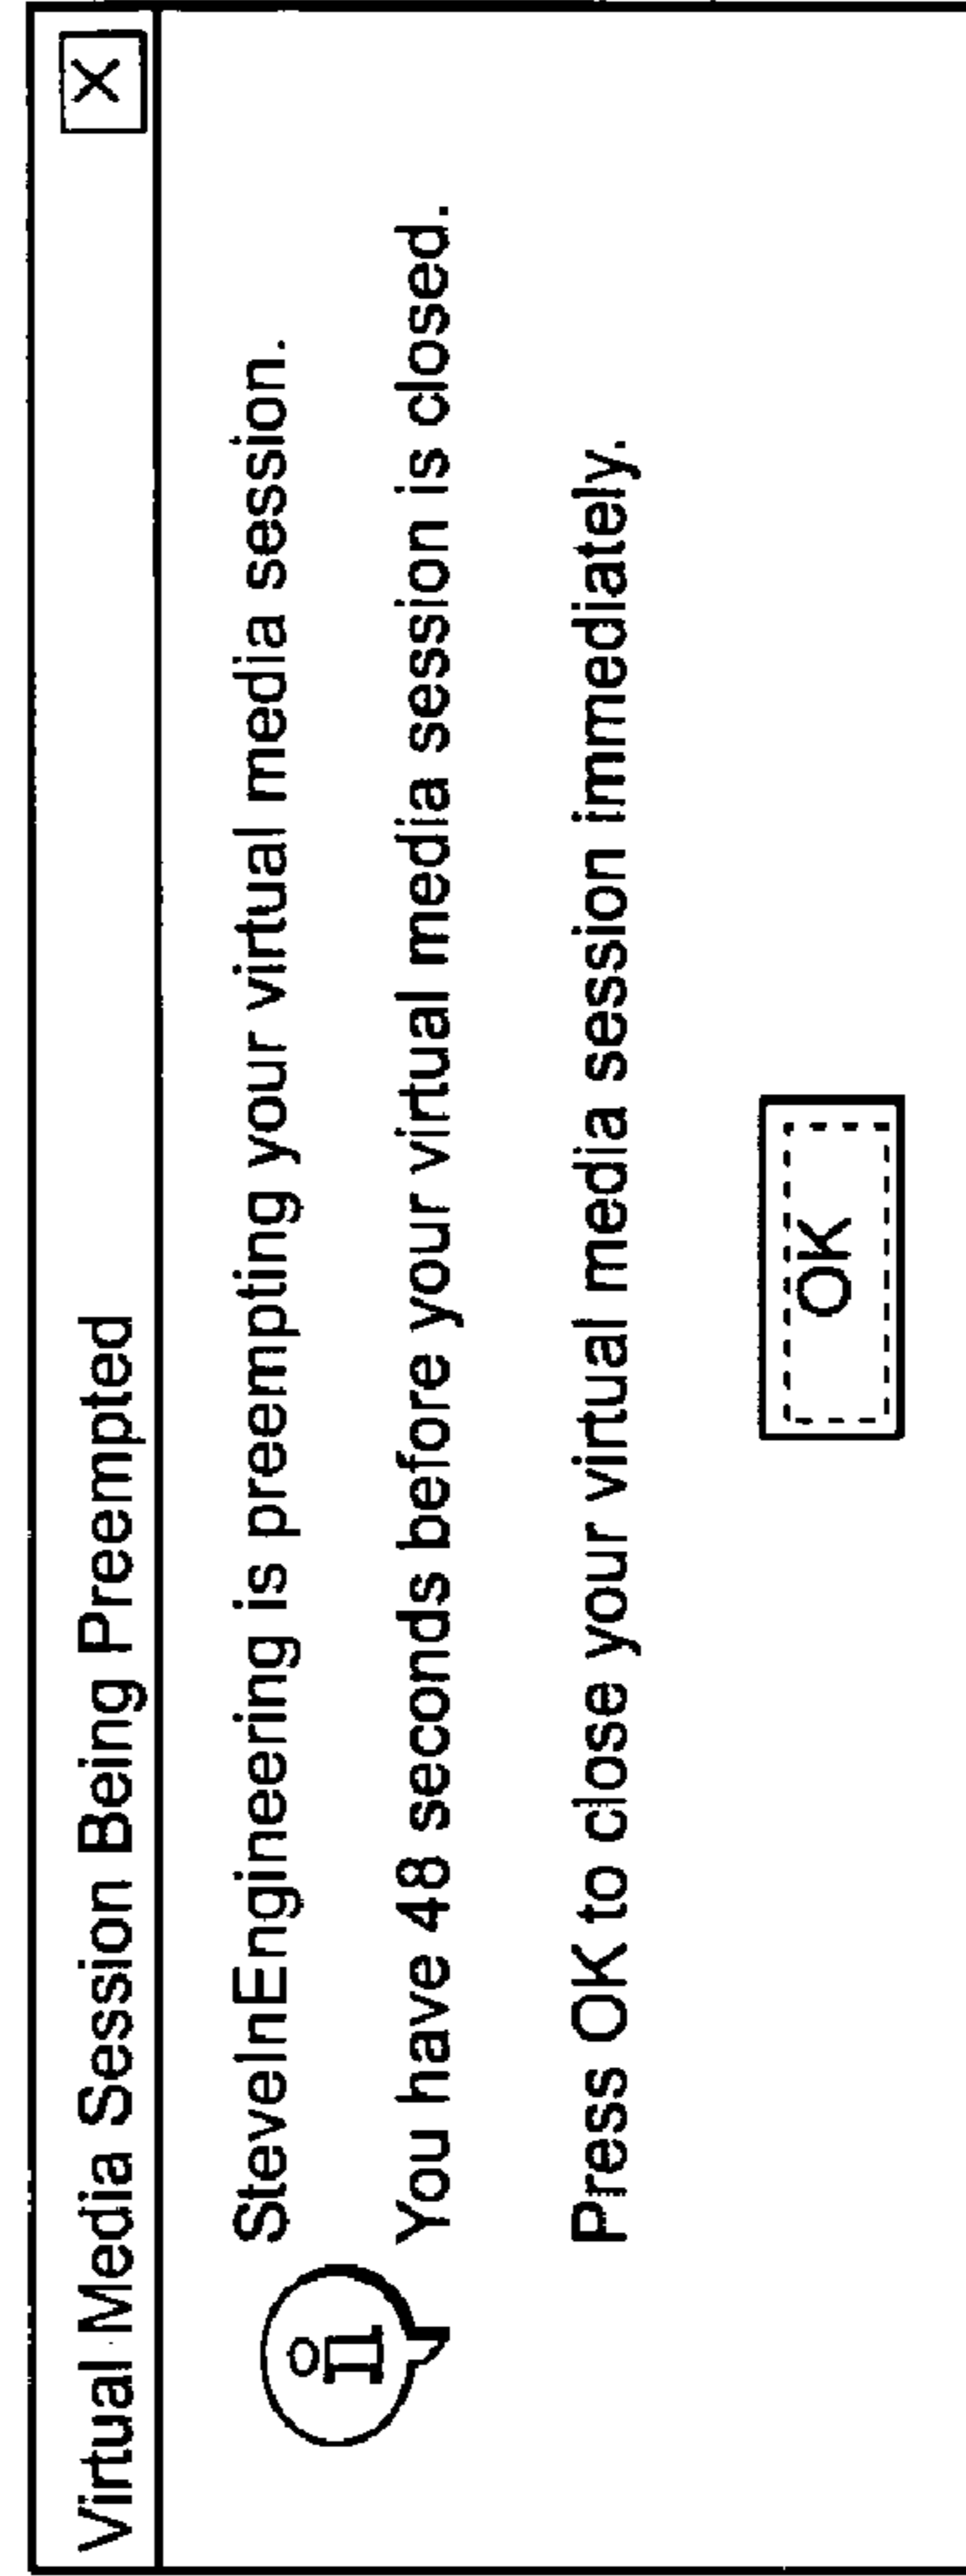 Virtual Media Session Being Preempted
X
SteveInEngineering is preempting your virtual media session.
You have 48 seconds before your virtual media session is closed.
Press OK to close your virtual media session immediately.
OK